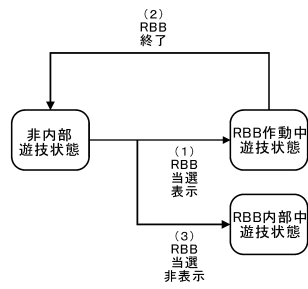 （２）
RBB
終了
非内部
遊技状態
RBB作動中
遊技状態
（１）
RBB
当選
表示
RBB内部中
遊技状態
（３）
RBB
当選
非表示